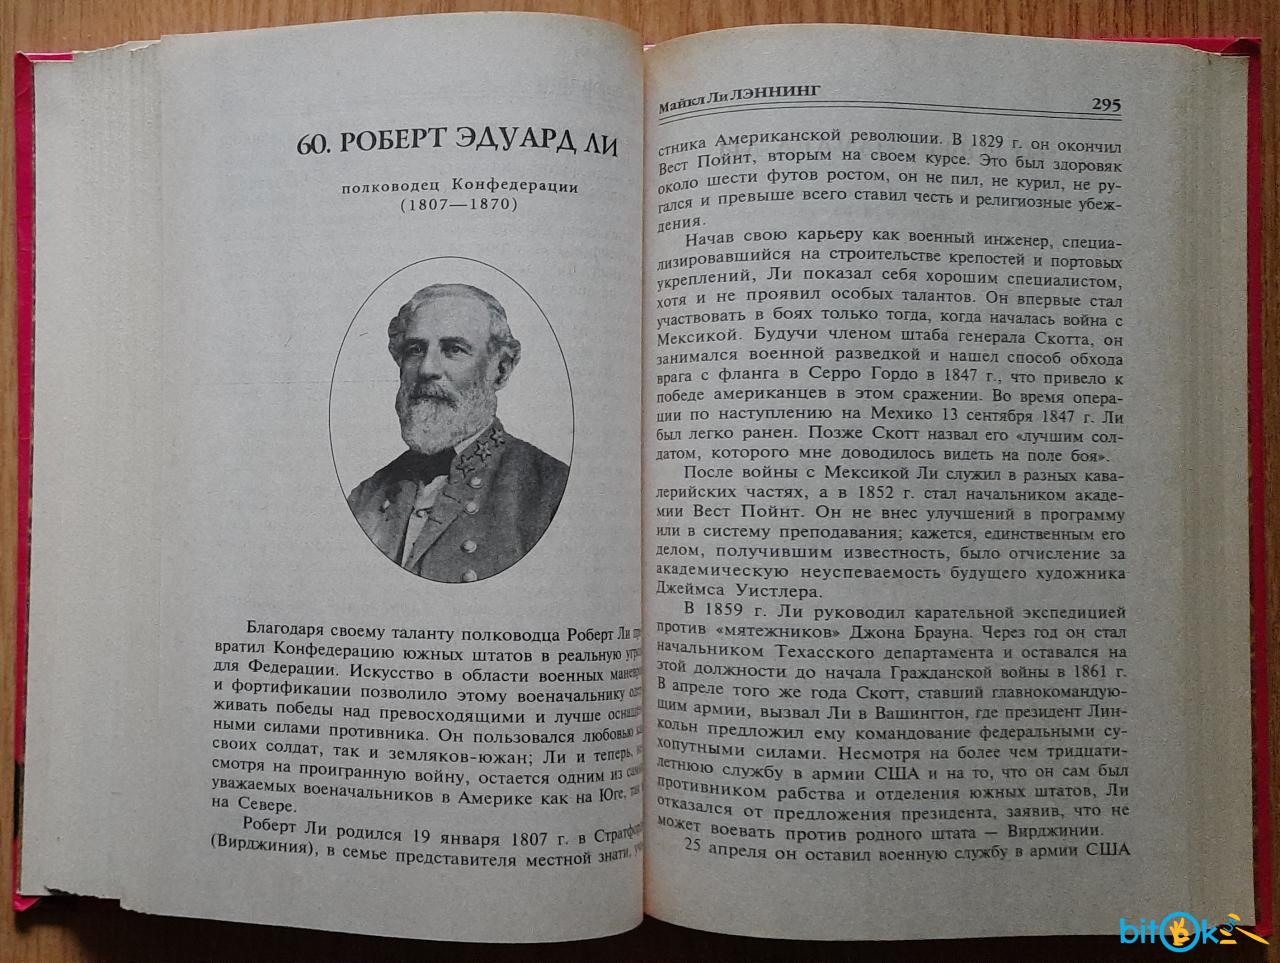 60. РОБЕРТ ЭДУАРД ЛИ
полководец Конфедерации
(1807—1870)
Благодаря своему таланту полководца Роберт Ли
вратил Конфедерацию южных штатов в реальную
для Федерации. Искусство в области военных
и фортификации позволило этому военачальнику
живать победы над превосходящими и лучше
ными силами противника. Он пользовался любовью
своих солдат, так и земляков-южан; Ли и теперь,
смотря на проигранную войну, остается одним из
уважаемых военачальников в Америке как на Юге,
на Севере.
Роберт Ли родился 19 января 1807 г. в
(Вирджиния), в семье представителя местной знати,
Майкл Ли ЛЭННИНГ
295
стника Американской революции. В 1829 г. он окончил
Вест Пойнт, вторым на своем курсе. Это был здоровяк
около шести футов ростом, он не пил, не курил, не ру-
гался и превыше всего ставил честь и религиозные убеж-
дения.
Начав свою карьеру как военный инженер, специа-
лизировавшийся на строительстве крепостей и портовых
укреплений, Ли показал себя хорошим специалистом,
хотя и не проявил особых талантов. Он впервые стал
участвовать в боях только тогда, когда началась война с
Мексикой. Будучи членом штаба генерала Скотта, он
занимался военной разведкой и нашел способ обхода
врага с фланга в Серро Гордо в 1847 г., что привело к
победе американцев в этом сражении. Во время опера-
ции по наступлению на Мехико 13 сентября 1847 г. Ли
был легко ранен. Позже Скотт назвал его «лучшим сол-
датом, которого мне доводилось видеть на поле боя».
После войны с Мексикой Ли служил в разных кава-
лерийских частях, а в 1852 г. стал начальником акаде-
мии Вест Пойнт. Он не внес улучшений в программу
или в систему преподавания; кажется, единственным его
делом, получившим известность, было отчисление за
академическую неуспеваемость будущего художника
Джеймса Уистлера.
В 1859 г. Ли руководил карательной экспедицией
против «мятежников» Джона Брауна. Через год он стал
начальником Техасского департамента и оставался на
этой должности до начала Гражданской войны в 1861 г.
В апреле того же года Скотт, ставший главнокомандую-
щим армии, вызвал Ли в Вашингтон, где президент Лин-
кольн предложил ему командование федеральными су-
хопутными силами. Несмотря на более чем тридцати-
летнюю службу в армии США и на то, что он сам был
противником рабства и отделения южных штатов, Ли
отказался от предложения президента, заявив, что не
может воевать против родного штата — Вирджинии.
25 апреля он оставил военную службу в армии США
bitOk